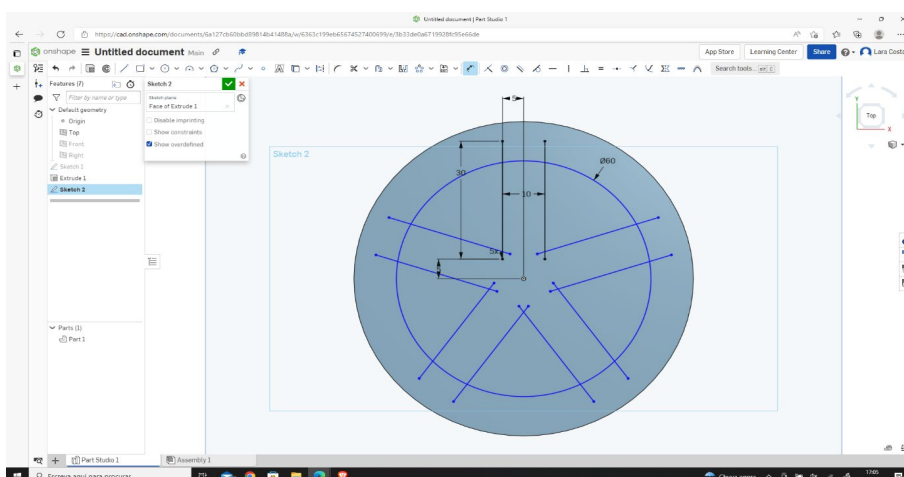 Untitled document | Part Studio 1
https://cad.onshape.com/documents/6a127cb60bbd89814b41488a/w/6363c199eb65674527400699/e/3b33de0a6719928fc95e66de
onshape Untitled document Main
App Store Learning Center Share Lara Costa
Search tools...
Features (7)
Filter by name or type
Default geometry
Origin
Top
Front
Right
Sketch 1
Extrude 1
Sketch 2
Sketch 2
Sketch plane
Face of Extrude 1
Disable imprinting
Show constraints
Show overdefined
Sketch 2
5
30
Ø60
10
5x
Y
Top
X
Parts (1)
Part 1
Part Studio 1 Assembly 1
Escreva aqui para procurar
17:05